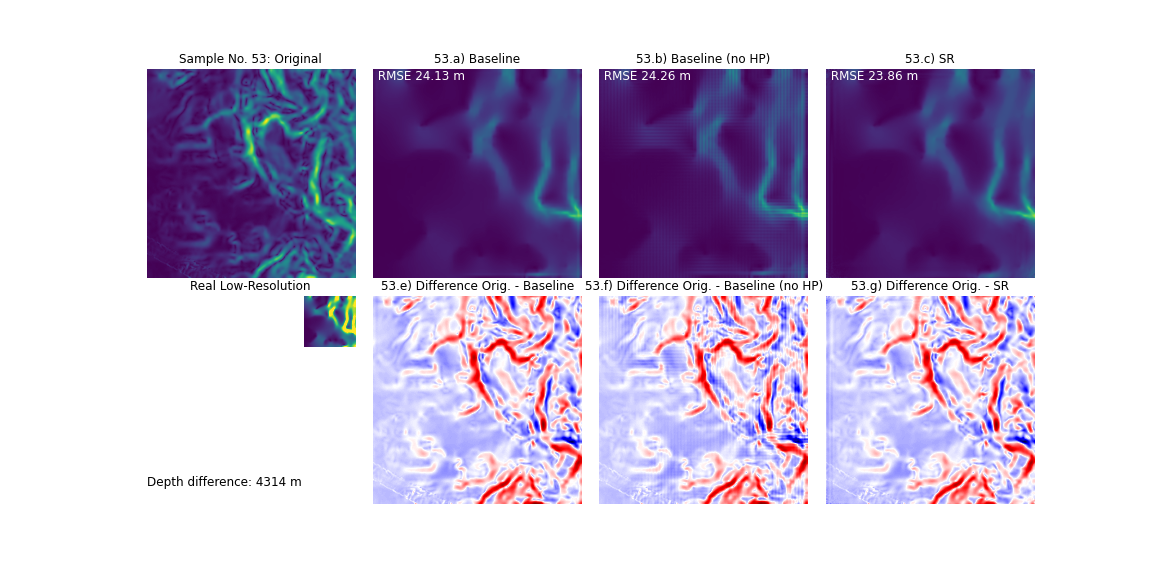 Sample No. 53: Original
53.a) Baseline
53.b) Baseline (no HP)
53.c) SR
RMSE 24.13 m
RMSE 24.26 m
RMSE 23.86 m
Real Low-Resolution
53.e) Difference Orig. - Baseline
53.f) Difference Orig. - Baseline (no HP)
53.g) Difference Orig. - SR
Depth difference: 4314 m